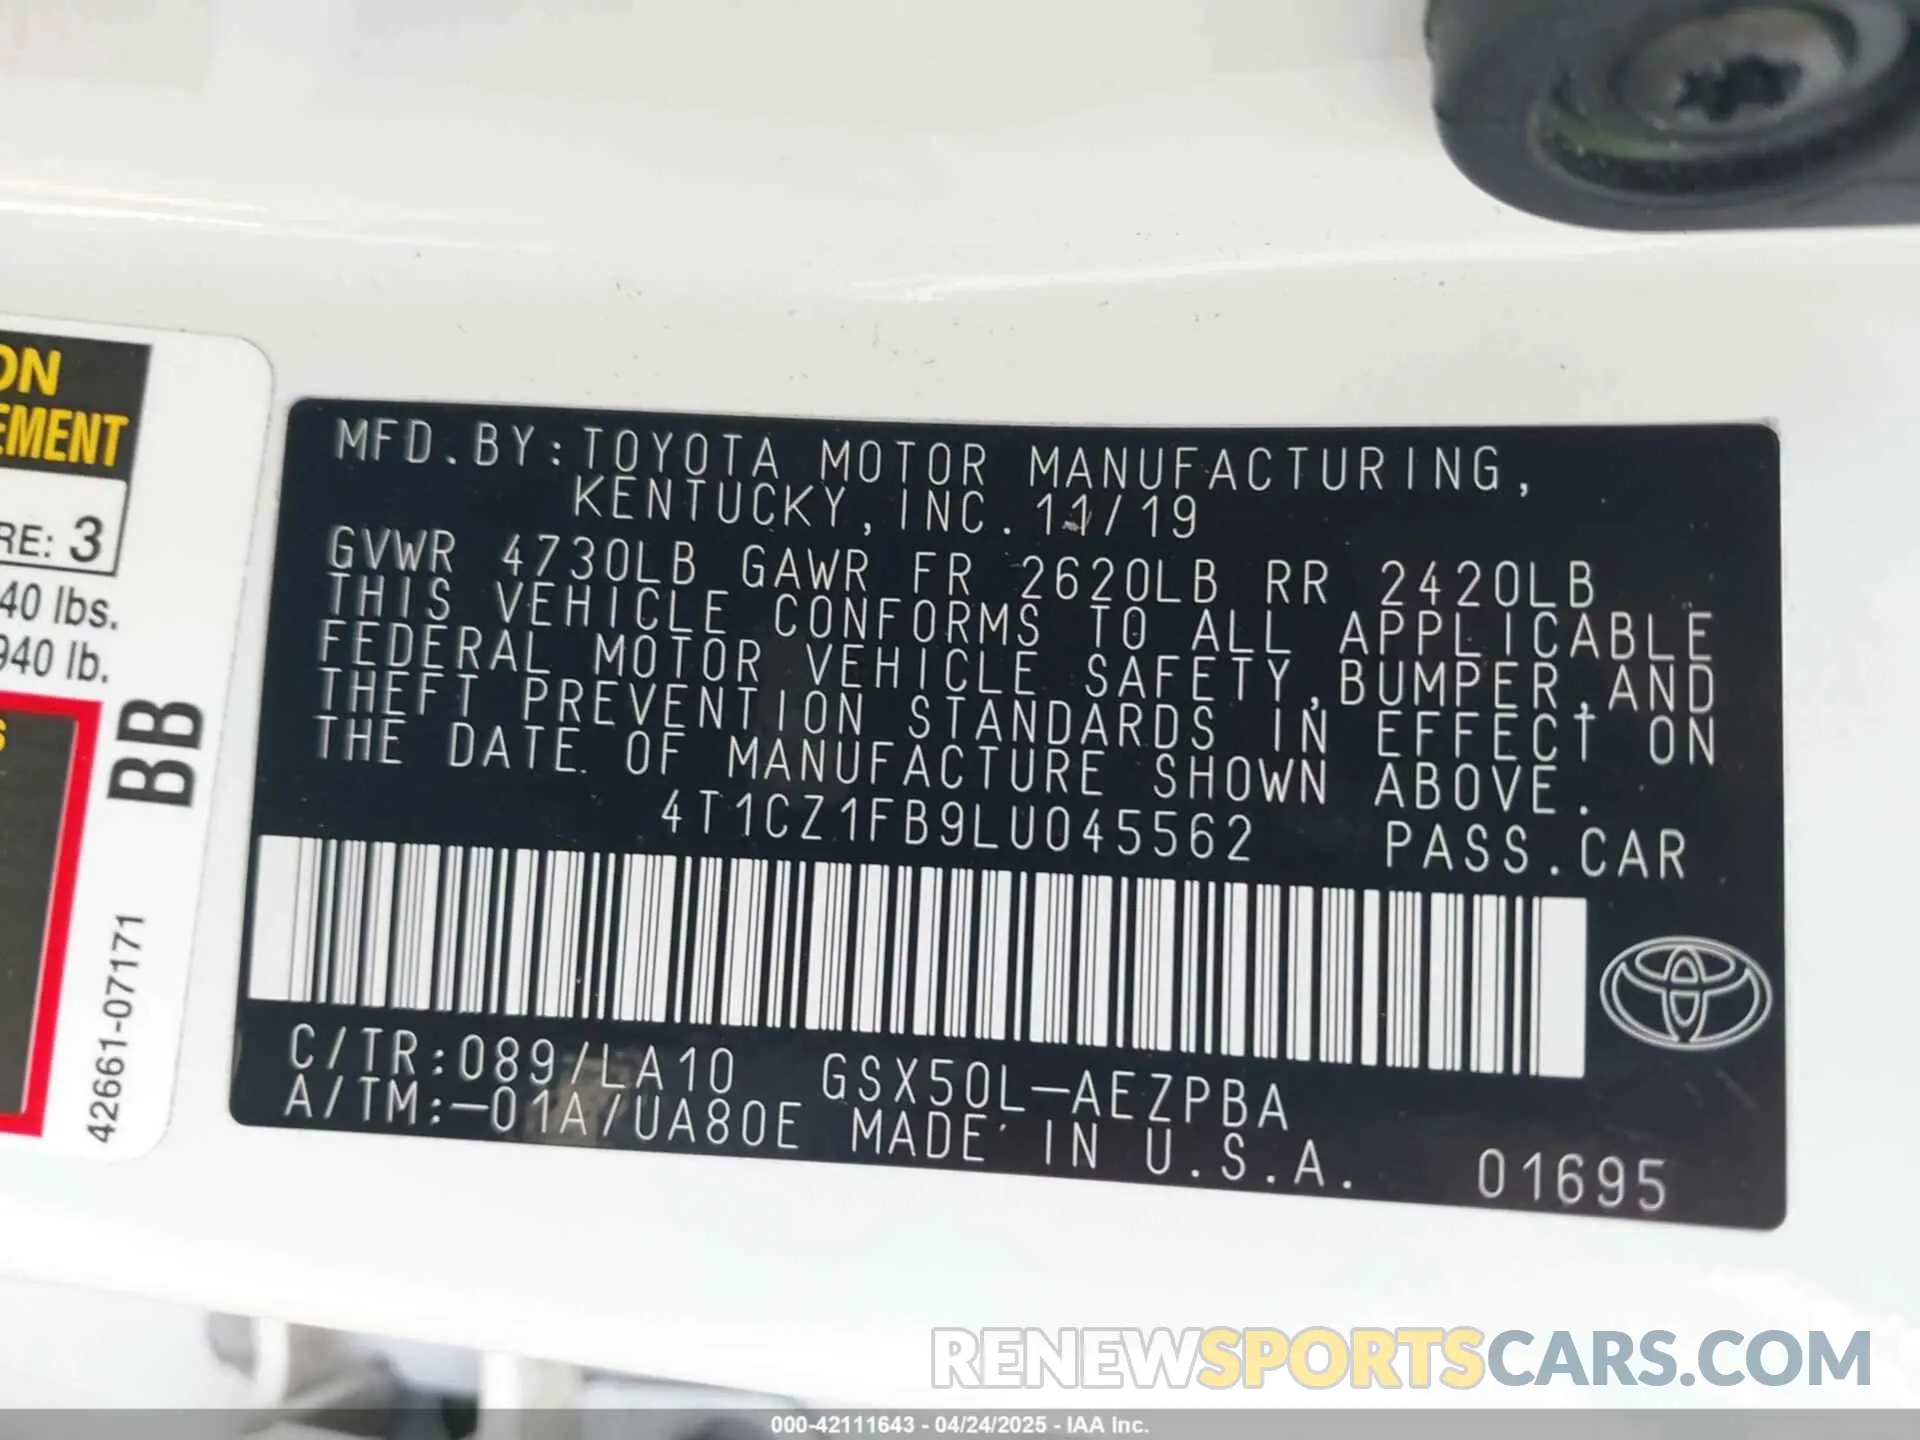 ON
EMENT
RE: 3
40 lbs.
940 lb.
BB
42661-07171
MFD.BY:TOYOTA MOTOR MANUFACTURING,
KENTUCKY,INC. 11/19
GVWR 4730LB GAWR FR 2620LB RR 2420LB
THIS VEHICLE CONFORMS TO ALL APPLICABLE
FEDERAL MOTOR VEHICLE SAFETY,BUMPER,AND
THEFT PREVENTION STANDARDS IN EFFECT ON
THE DATE OF MANUFACTURE SHOWN ABOVE.
4T1CZ1FB9LU045562 PASS.CAR
C/TR:089/LA10 GSX50L-AEZPBA
A/TM:-01A/UA80E MADE IN U.S.A. 01695
RENEWSPORTSCARS.COM
000-42111643 - 04/24/2025 - IAA Inc.